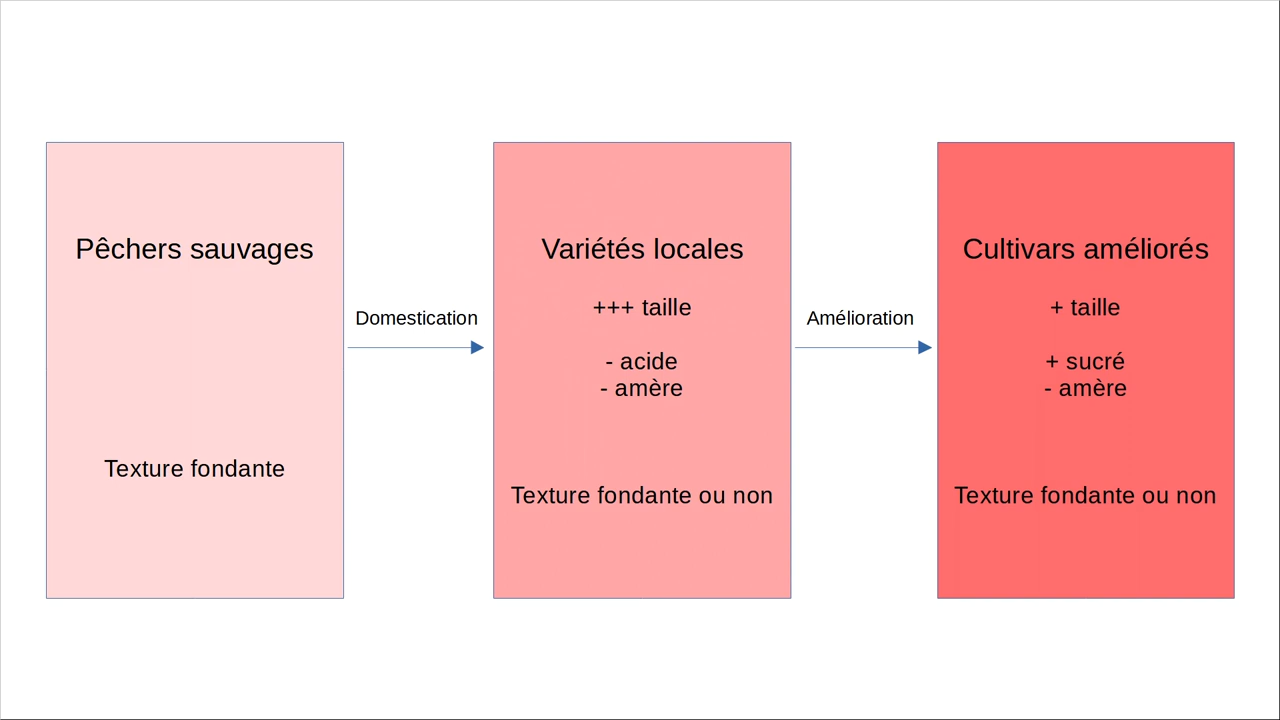 Pêchers sauvages
Texture fondante
Domestication
Variétés locales
+++ taille
- acide
- amère
Texture fondante ou non
Amélioration
Cultivars améliorés
+ taille
+ sucré
- amère
Texture fondante ou non